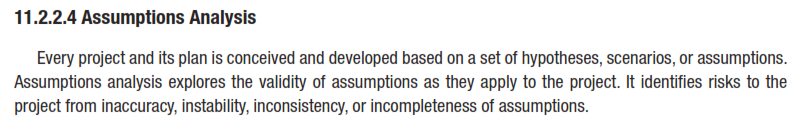 11.2.2.4 Assumptions Analysis
Every project and its plan is conceived and developed based on a set of hypotheses, scenarios, or assumptions.
Assumptions analysis explores the validity of assumptions as they apply to the project. It identifies risks to the
project from inaccuracy, instability, inconsistency, or incompleteness of assumptions.